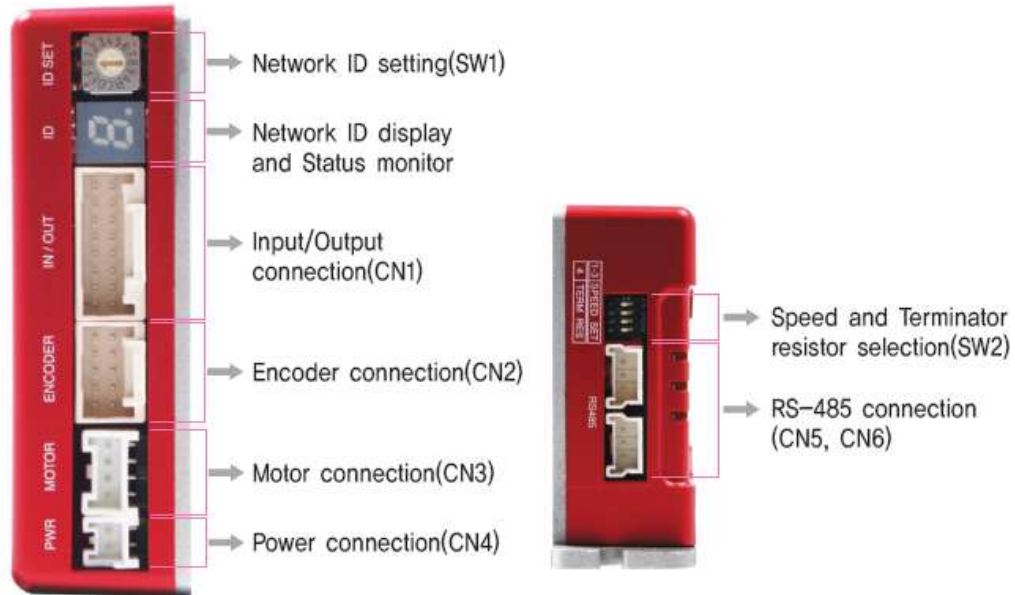 ID SET
Network ID setting(SW1)
ID
Network ID display
and Status monitor
IN / OUT
Input/Output
connection(CN1)
ENCODER
Encoder connection(CN2)
MOTOR
Motor connection(CN3)
PWR
Power connection(CN4)
1-3 SPEED SET
4 TERM RES
Speed and Terminator
resistor selection(SW2)
RS485
RS-485 connection
(CN5, CN6)